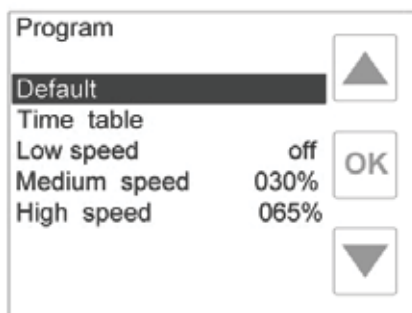 Program
Default
Time table
Low speed off
OK
Medium speed 030%
High speed 065%